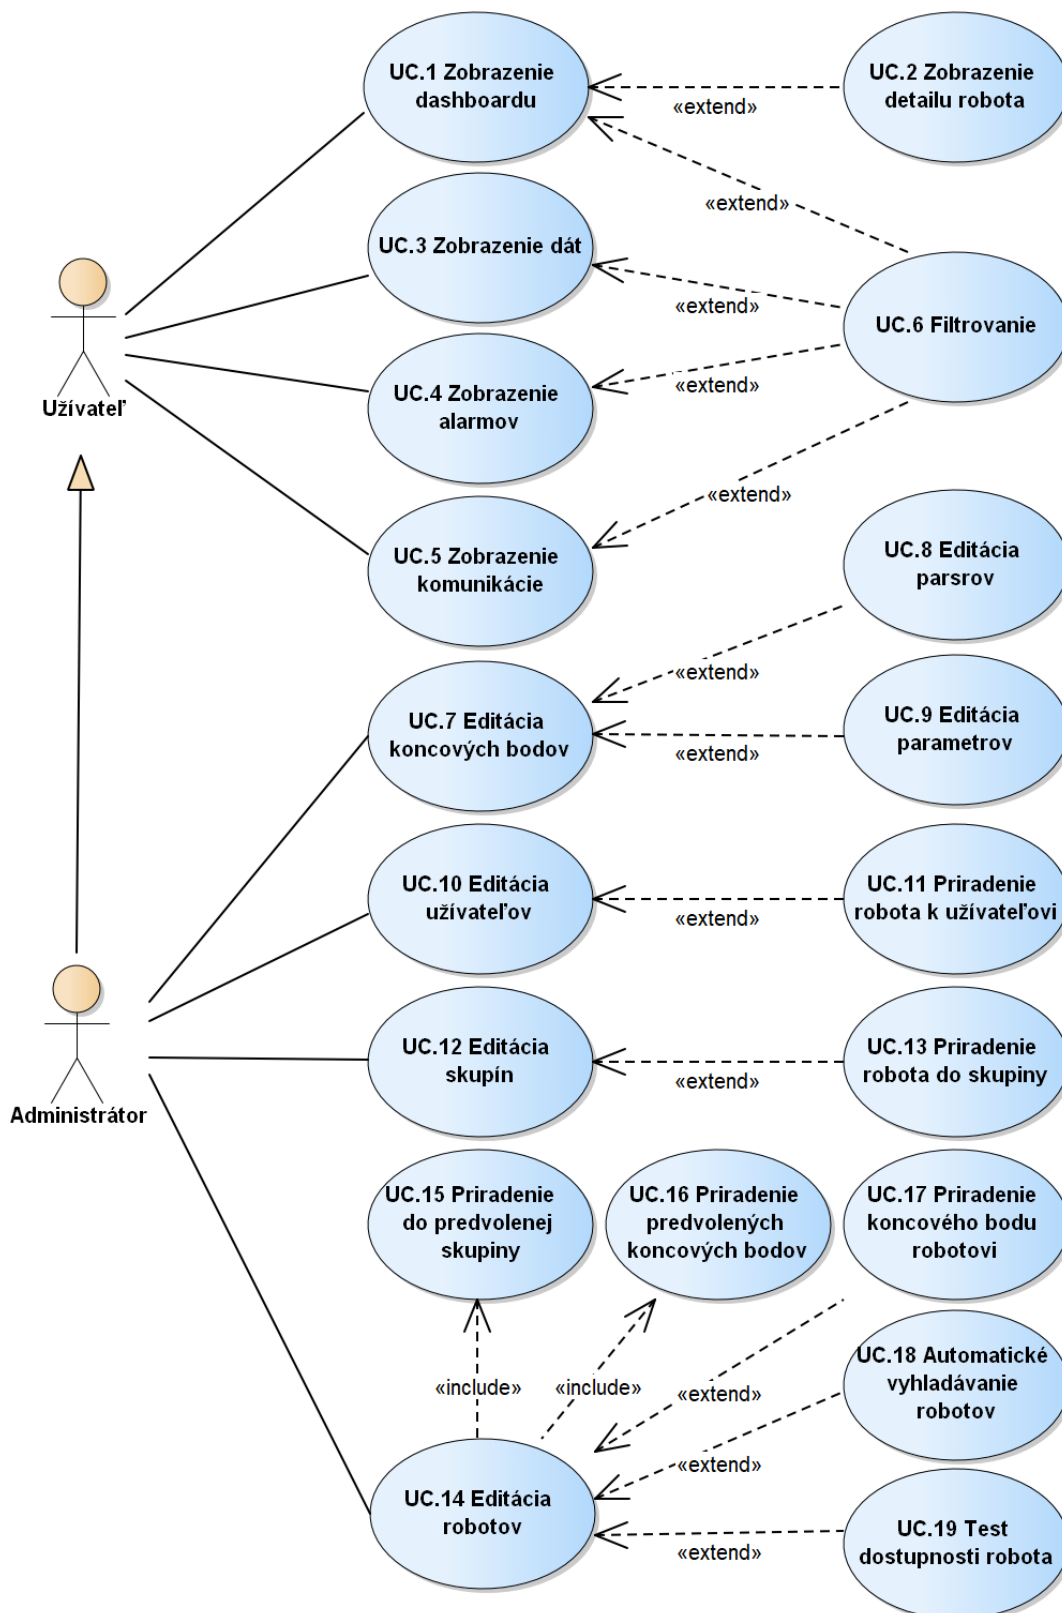 UC.1 Zobrazenie
dashboardu
«extend»
UC.2 Zobrazenie
detailu robota
«extend»
UC.3 Zobrazenie dát
«extend»
UC.6 Filtrovanie
Užívateľ
UC.4 Zobrazenie
alarmov
«extend»
«extend»
UC.5 Zobrazenie
komunikácie
UC.8 Editácia
parsrov
«extend»
UC.7 Editácia
koncových bodov
«extend»
UC.9 Editácia
parametrov
UC.10 Editácia
užívateľov
«extend»
UC.11 Priradenie
robota k užívateľovi
Administrátor
UC.12 Editácia
skupín
«extend»
UC.13 Priradenie
robota do skupiny
UC.15 Priradenie
do predvolenej
skupiny
UC.16 Priradenie
predvolených
koncových bodov
UC.17 Priradenie
koncového bodu
robotovi
«include»
«include»
«extend»
UC.18 Automatické
vyhladávanie
robotov
«extend»
UC.14 Editácia
robotov
«extend»
UC.19 Test
dostupnosti robota